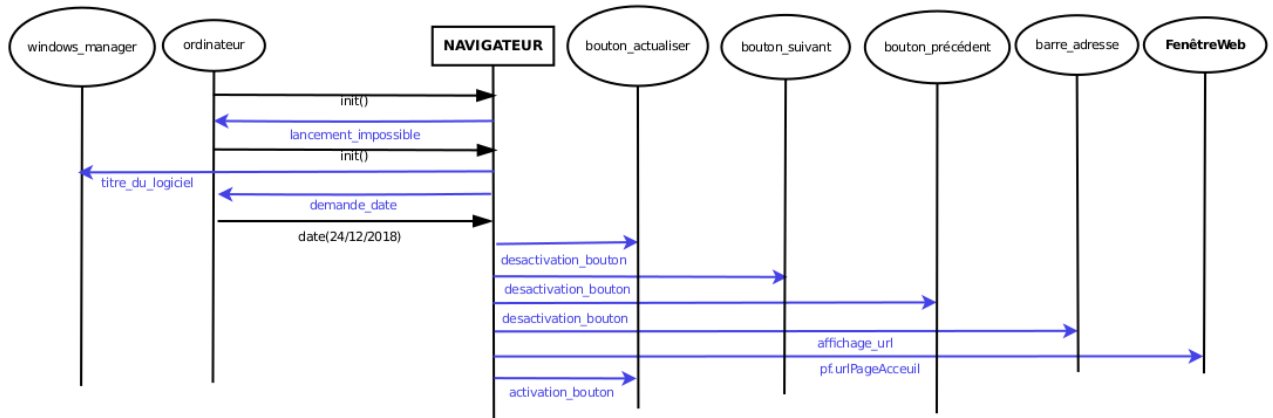 windows_manager
ordinateur
NAVIGATEUR
bouton_actualiser
bouton_suivant
bouton_précédent
barre_adresse
FenêtreWeb
init()
lancement_impossible
init()
titre_du_logiciel
demande_date
date(24/12/2018)
desactivation_bouton
desactivation_bouton
desactivation_bouton
affichage_url
pf.urlPageAcceuil
activation_bouton